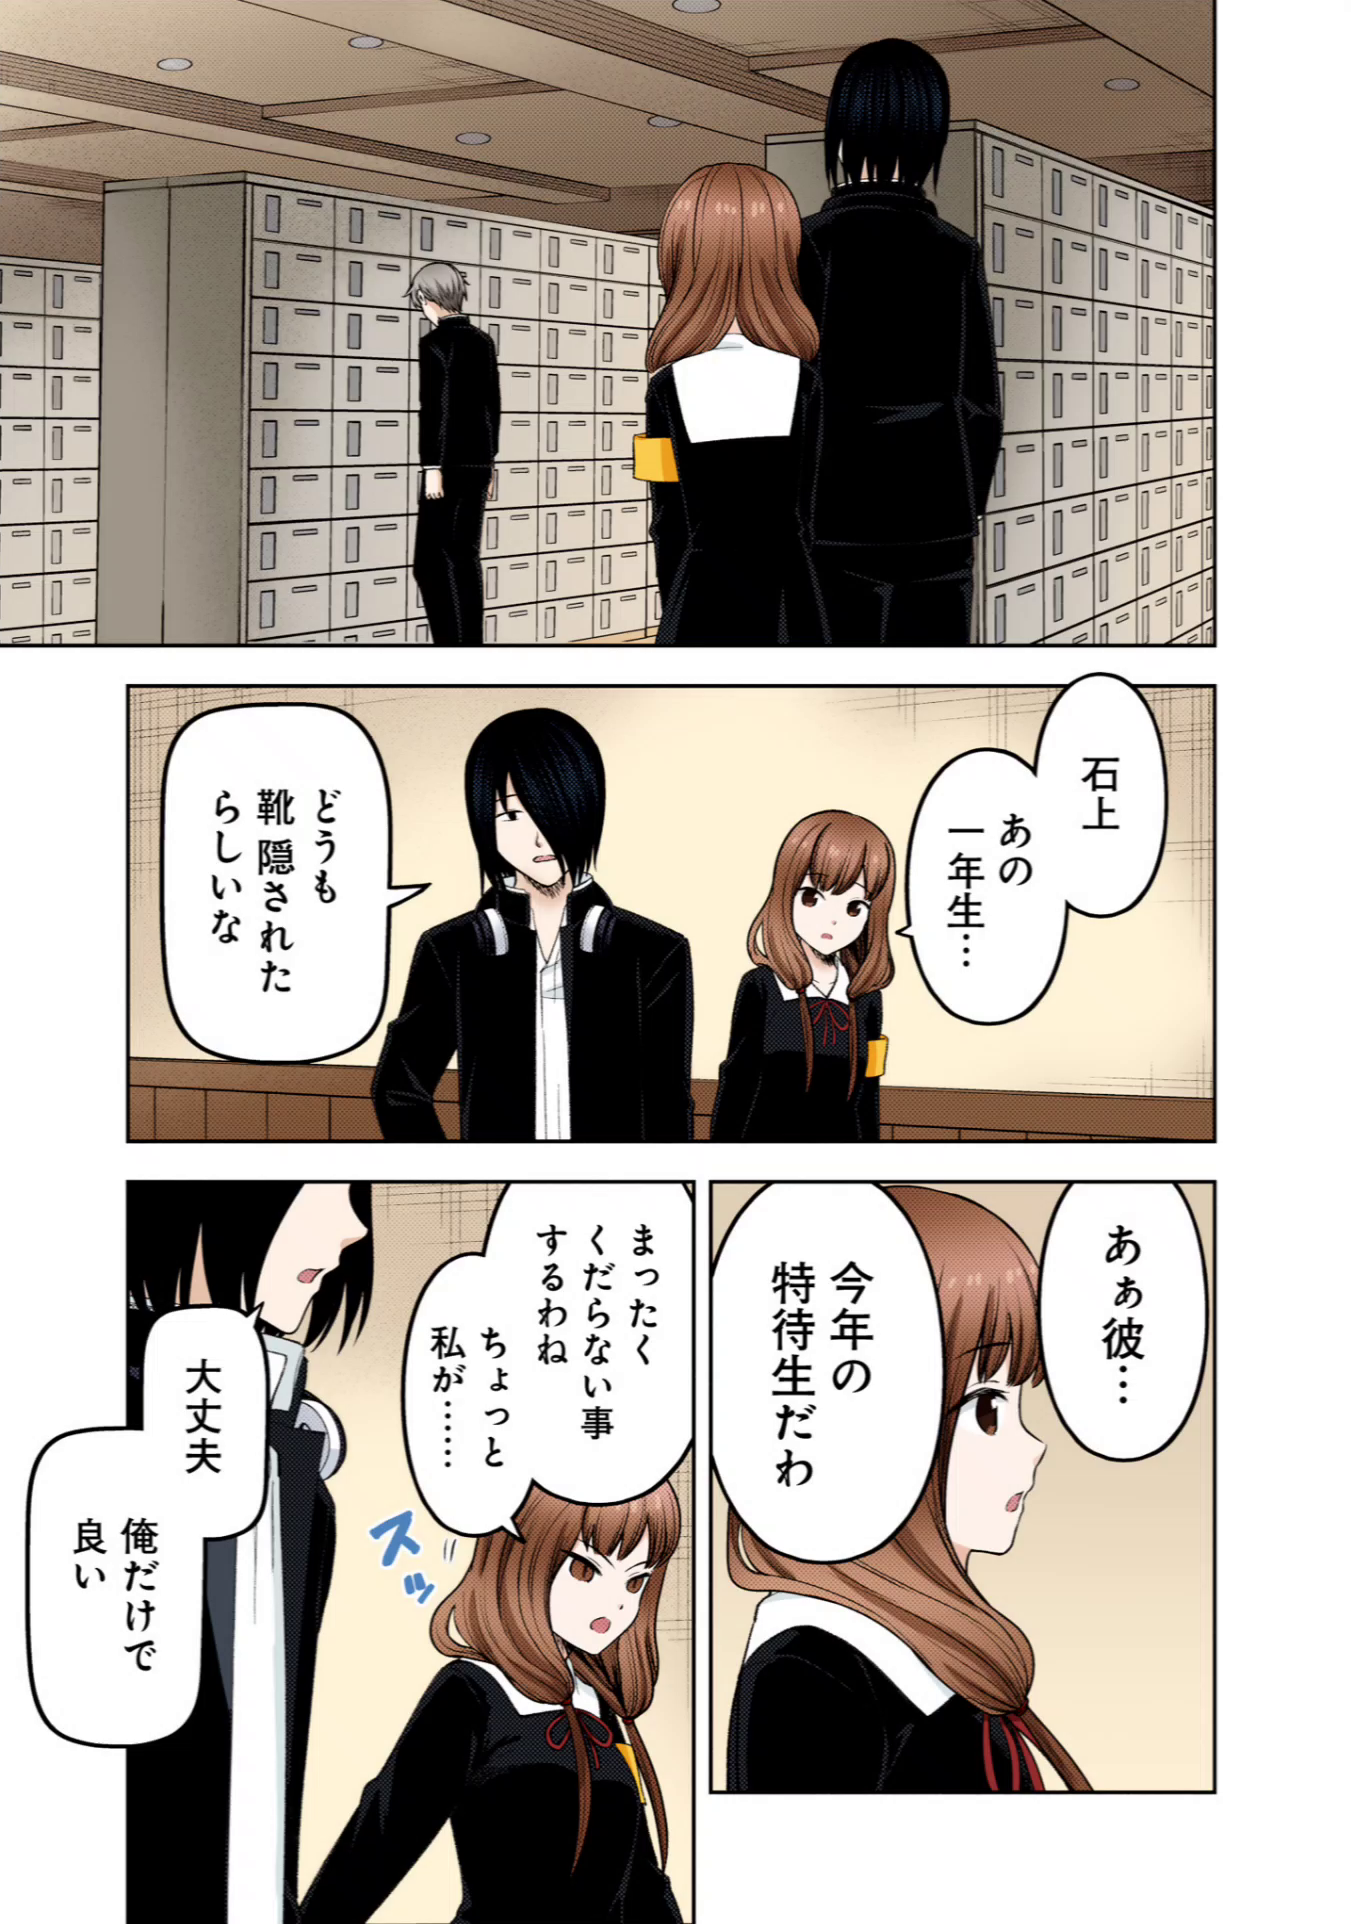 石上
あの
一年生…
どうも
靴隠された
らしいな
あぁ彼…
今年の
特待生だわ
まったく
くだらない事
するわね
ちょっと
私が……
スッ
大丈夫
俺だけで
良い